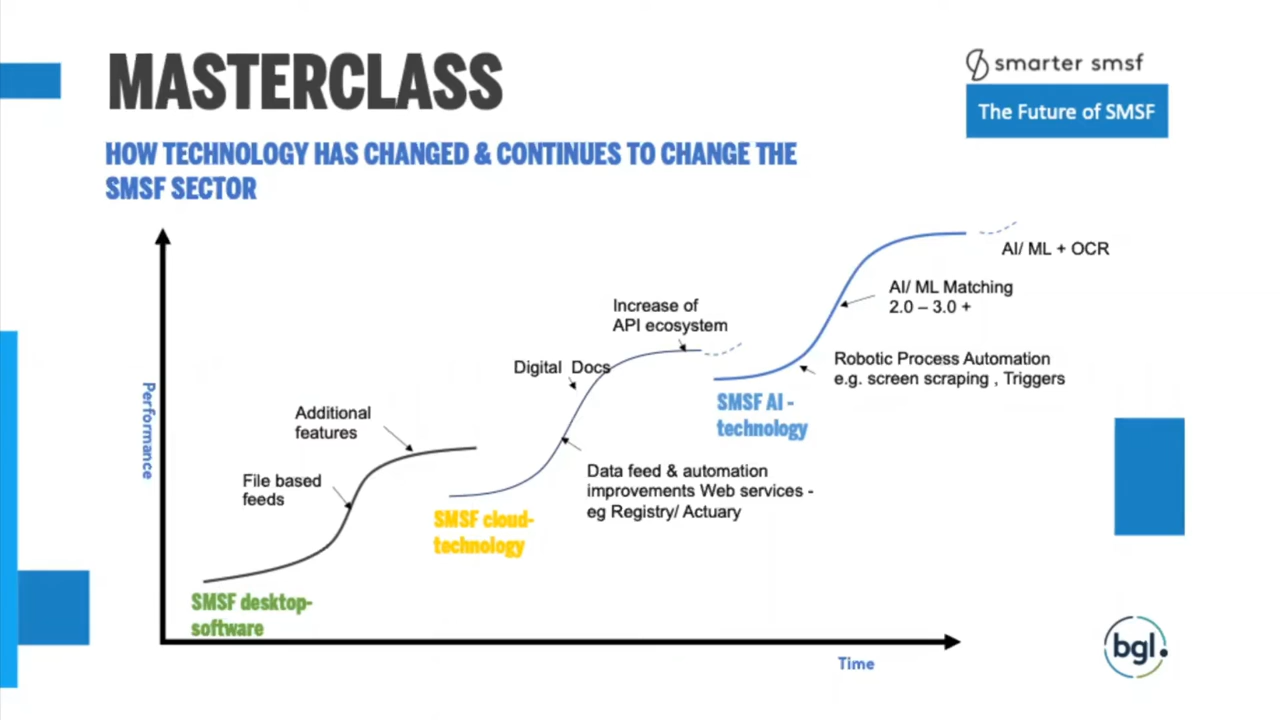 MASTERCLASS
smarter smsf
The Future of SMSF
HOW TECHNOLOGY HAS CHANGED & CONTINUES TO CHANGE THE
SMSF SECTOR
AI/ ML + OCR
AI/ ML Matching
2.0 – 3.0 +
Increase of
API ecosystem
Robotic Process Automation
e.g. screen scraping , Triggers
Digital Docs
SMSF AI -
technology
Performance
Additional
features
File based
feeds
Data feed & automation
improvements Web services -
eg Registry/ Actuary
SMSF cloud-
technology
SMSF desktop-
software
Time
bgl.